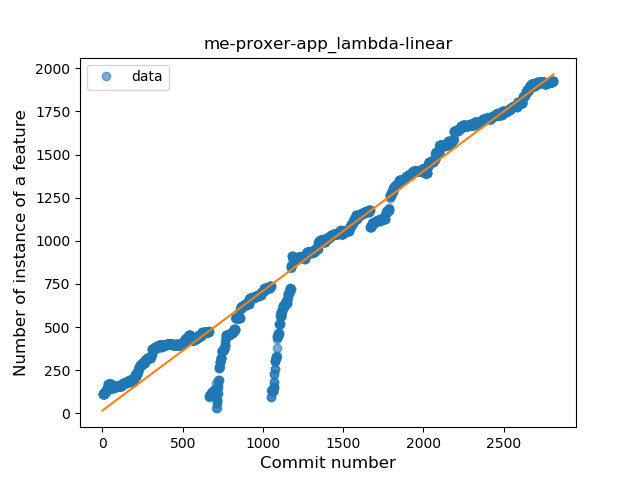 me-proxer-app_lambda-linear
data
Number of instance of a feature
2000
1750
1500
1250
1000
750
500
250
0
0 500 1000 1500 2000 2500
Commit number